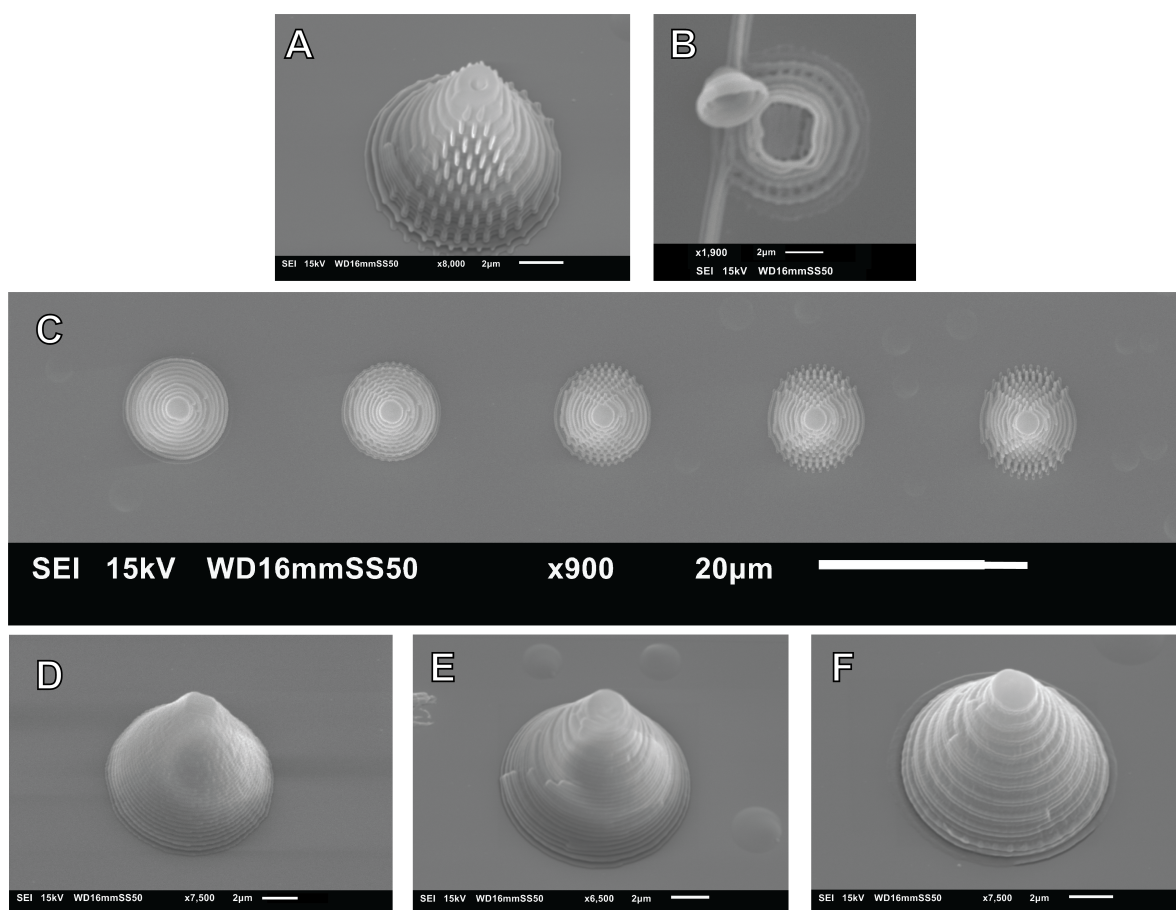 A
SEI 15kV WD16mmSS50 x8,000 2µm
B
x1,900 2µm
SEI 15kV WD16mmSS50
C
SEI 15kV WD16mmSS50 x900 20µm
D
SEI 15kV WD16mmSS50 x7,500 2µm
E
SEI 15kV WD16mmSS50 x6,500 2µm
F
SEI 15kV WD16mmSS50 x7,500 2µm